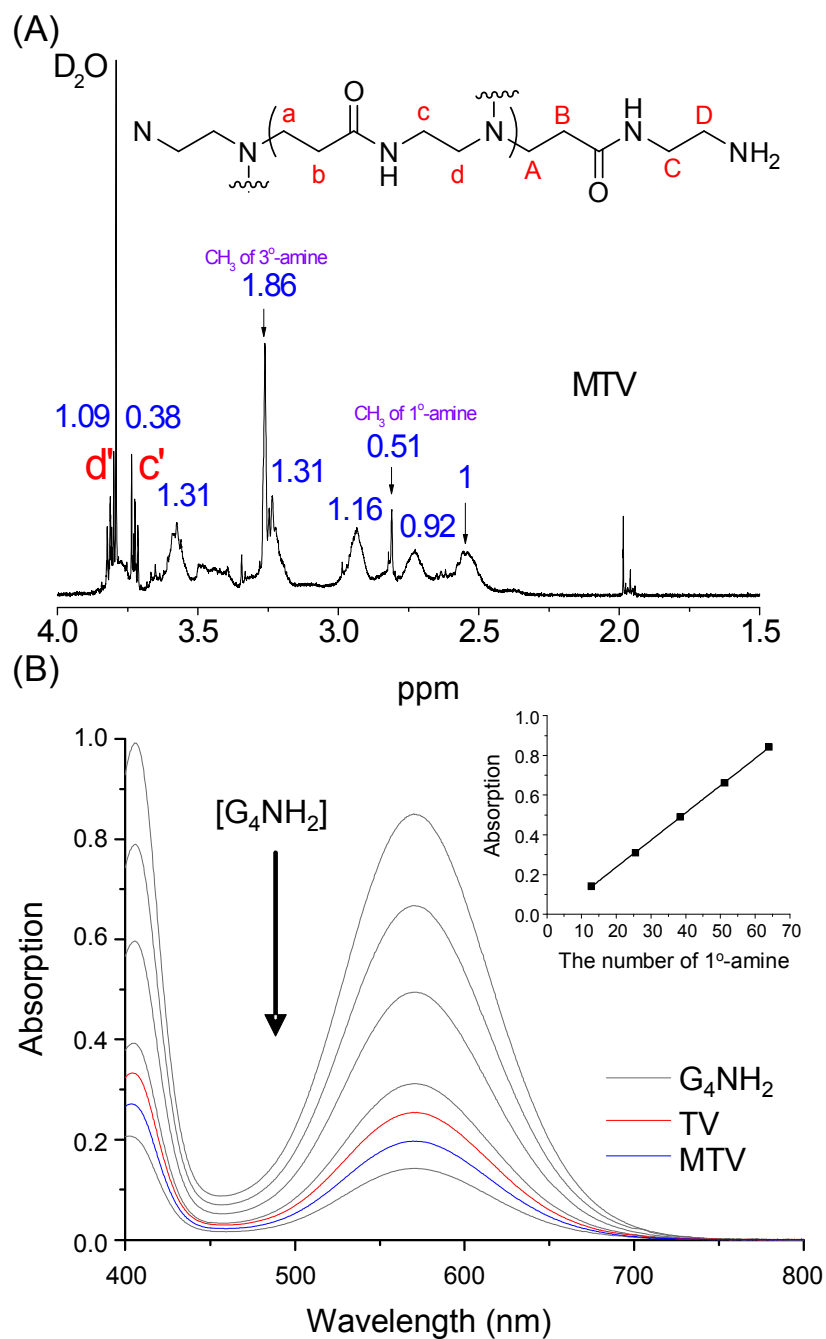 (A)
D₂O
a
O
c
N
B
H
N
D
N
N
b
N
H
d
A
O
C
NH₂
CH₃ of 3°-amine
1.86
MTV
1.09
0.38
CH₃ of 1°-amine
0.51
d'
c'
1.31
1.31
1.16
0.92
1
4.0 3.5 3.0 2.5 2.0 1.5
ppm
(B)
1.0
0.8
0.6
0.4
0.2
0.0
Absorption
[G₄NH₂]
1.0
0.8
0.6
0.4
0.2
0.0
Absorption
0 10 20 30 40 50 60 70
The number of 1°-amine
G₄NH₂
TV
MTV
400 500 600 700 800
Wavelength (nm)